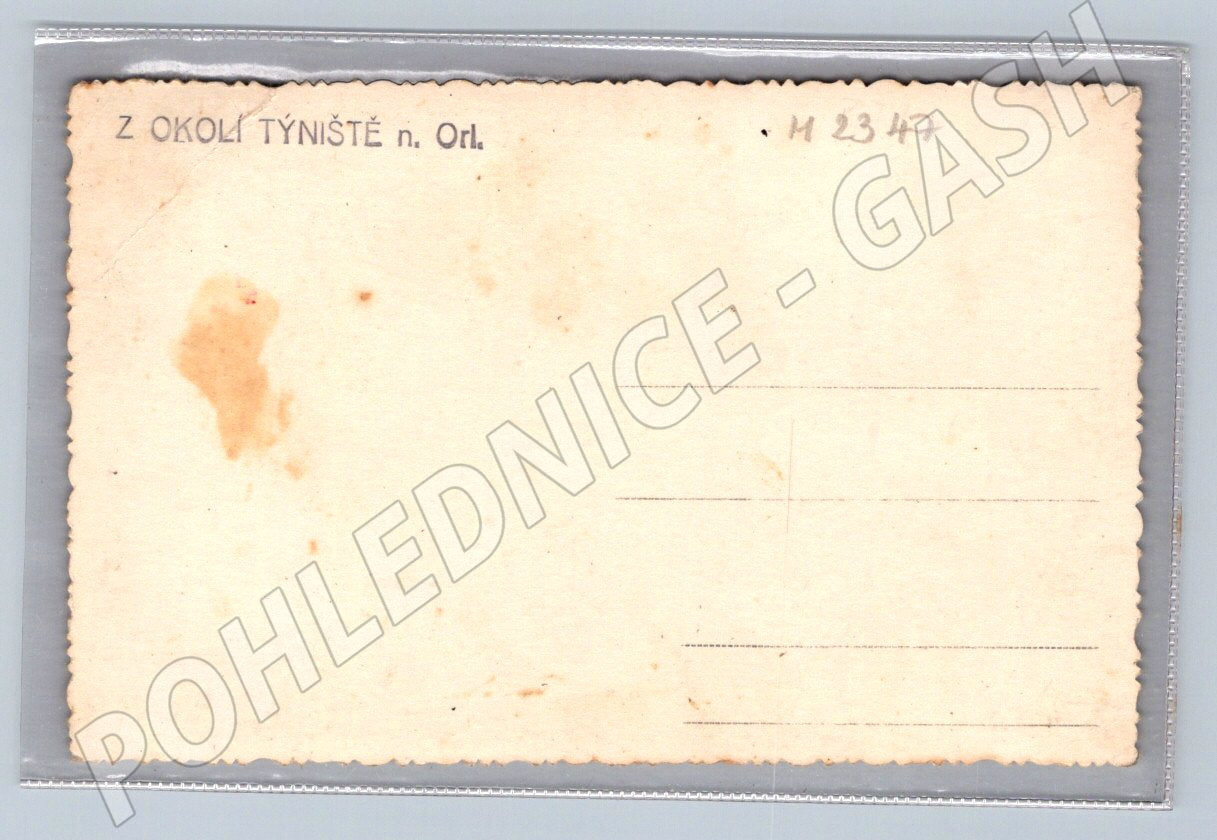 Z OKOLÍ TÝNIŠTĚ n. Orl.
M 2347
POHLEDNICE - GASH